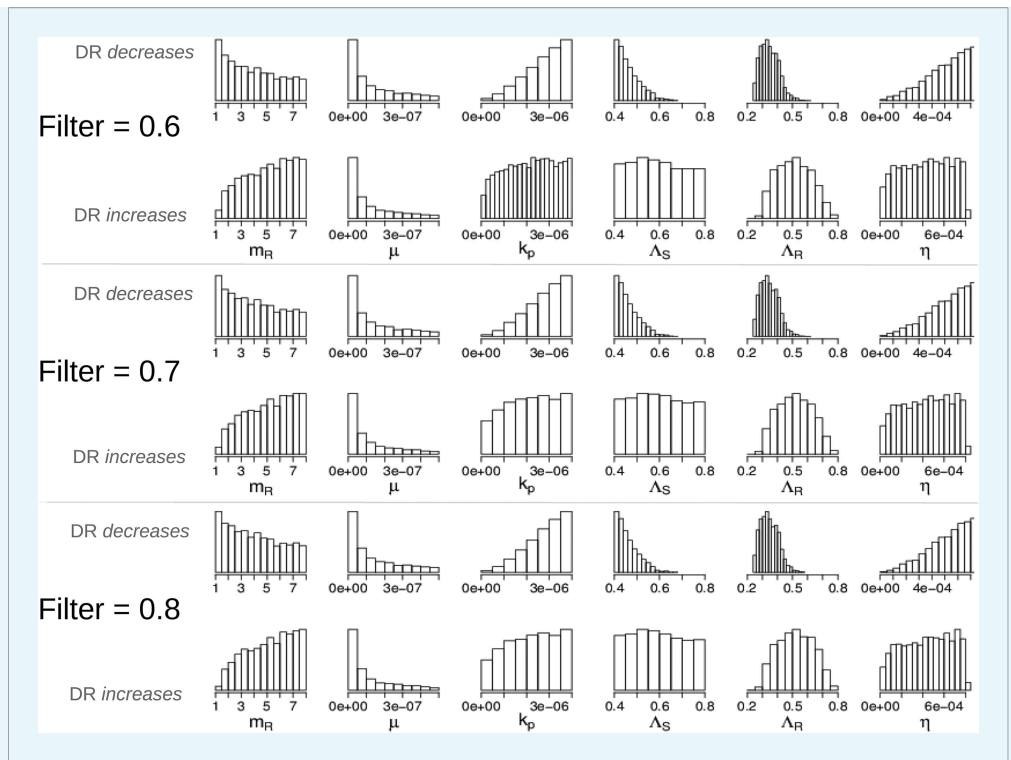 DR decreases
1 3 5 7 0e+00 3e−07 0e+00 3e−06 0.4 0.6 0.8 0.2 0.5 0.8 0e+00 4e−04
Filter = 0.6
DR increases
1 3 5 7 0e+00 3e−07 0e+00 3e−06 0.4 0.6 0.8 0.2 0.5 0.8 0e+00 6e−04
mR μ kp ΛS ΛR η
DR decreases
1 3 5 7 0e+00 3e−07 0e+00 3e−06 0.4 0.6 0.8 0.2 0.5 0.8 0e+00 4e−04
Filter = 0.7
DR increases
1 3 5 7 0e+00 3e−07 0e+00 3e−06 0.4 0.6 0.8 0.2 0.5 0.8 0e+00 6e−04
mR μ kp ΛS ΛR η
DR decreases
1 3 5 7 0e+00 3e−07 0e+00 3e−06 0.4 0.6 0.8 0.2 0.5 0.8 0e+00 4e−04
Filter = 0.8
DR increases
1 3 5 7 0e+00 3e−07 0e+00 3e−06 0.4 0.6 0.8 0.2 0.5 0.8 0e+00 6e−04
mR μ kp ΛS ΛR η